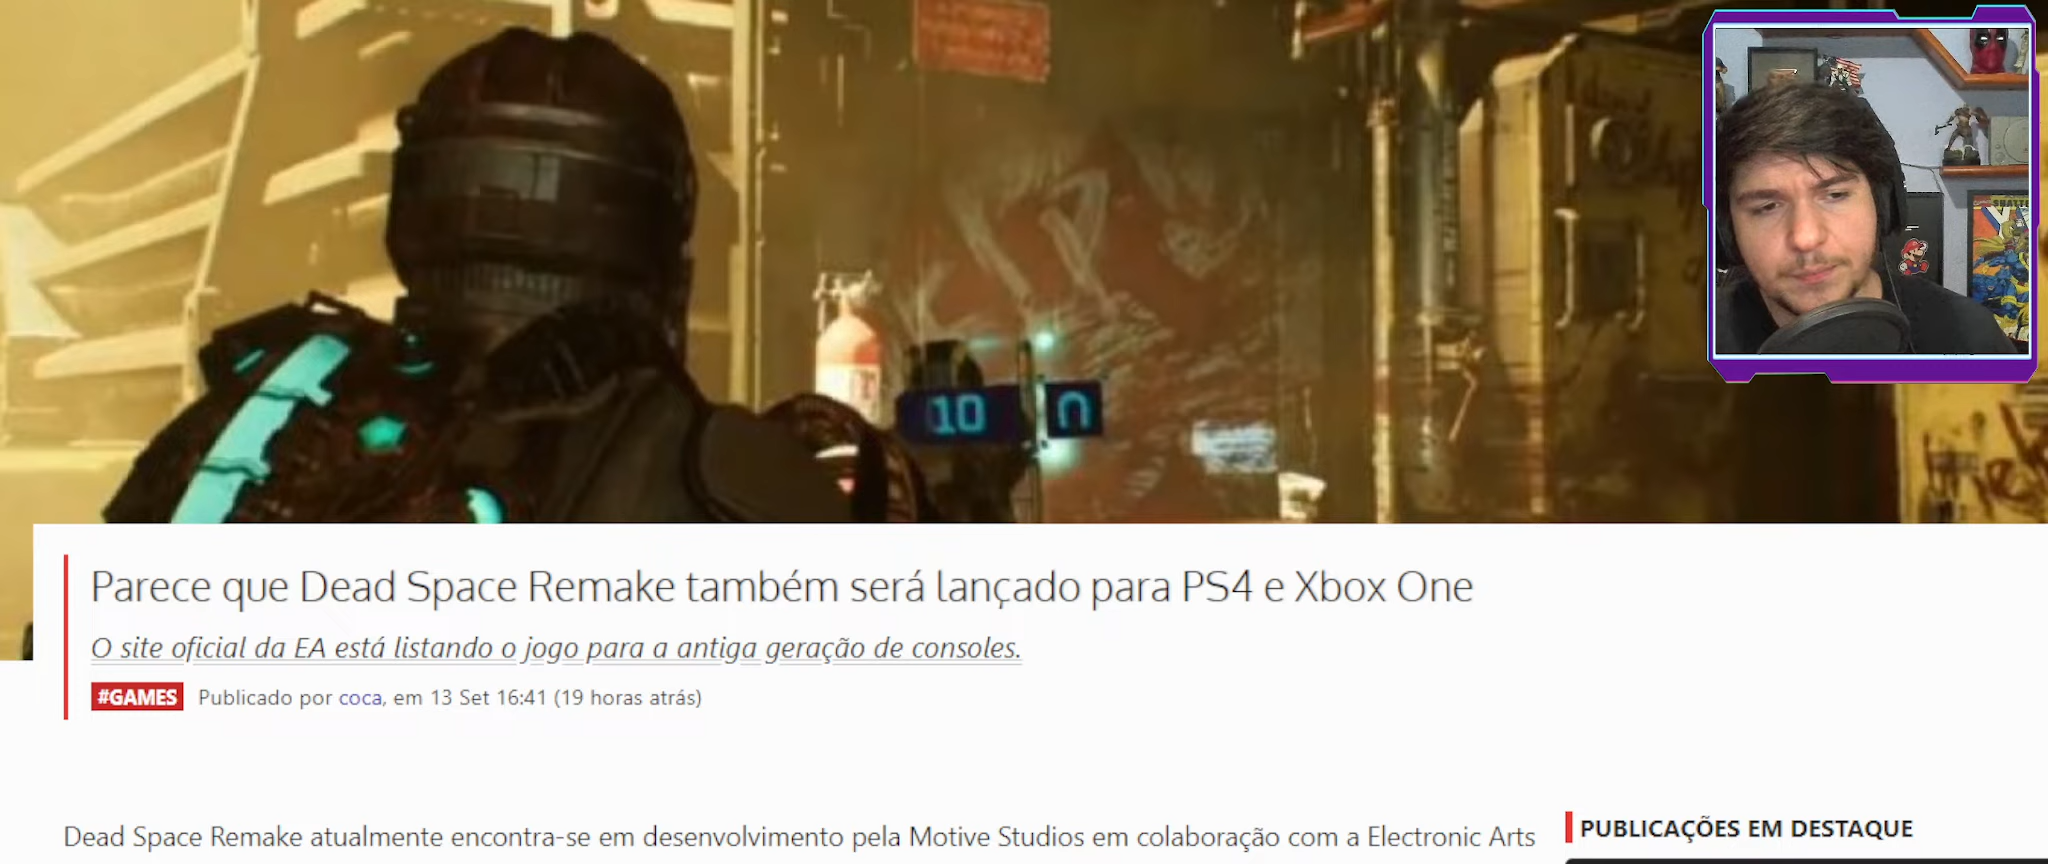 10
Parece que Dead Space Remake também será lançado para PS4 e Xbox One
O site oficial da EA está listando o jogo para a antiga geração de consoles.
#GAMES Publicado por coca, em 13 Set 16:41 (19 horas atrás)
Dead Space Remake atualmente encontra-se em desenvolvimento pela Motive Studios em colaboração com a Electronic Arts
PUBLICAÇÕES EM DESTAQUE